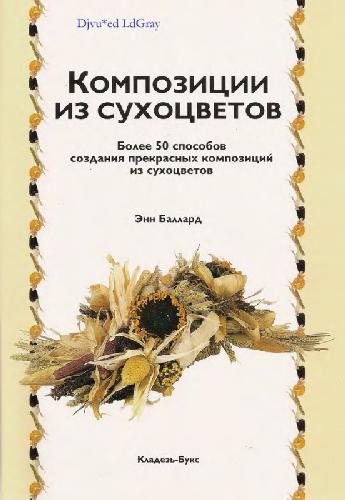 Djvu*ed LdGray
Композиции
из сухоцветов
Более 50 способов
создания прекрасных композиций
из сухоцветов
Энн Баллард
Кладезь-Букс